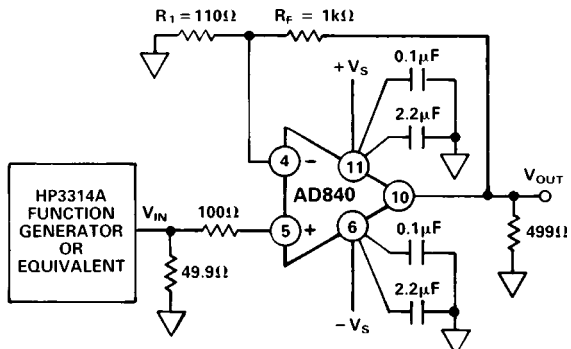 R1 = 110Ω
RF = 1kΩ
0.1µF
+VS
2.2µF
4
−
11
AD840
10
VOUT
HP3314A
FUNCTION
GENERATOR
OR
EQUIVALENT
VIN
100Ω
5
+
6
0.1µF
499Ω
49.9Ω
2.2µF
−VS